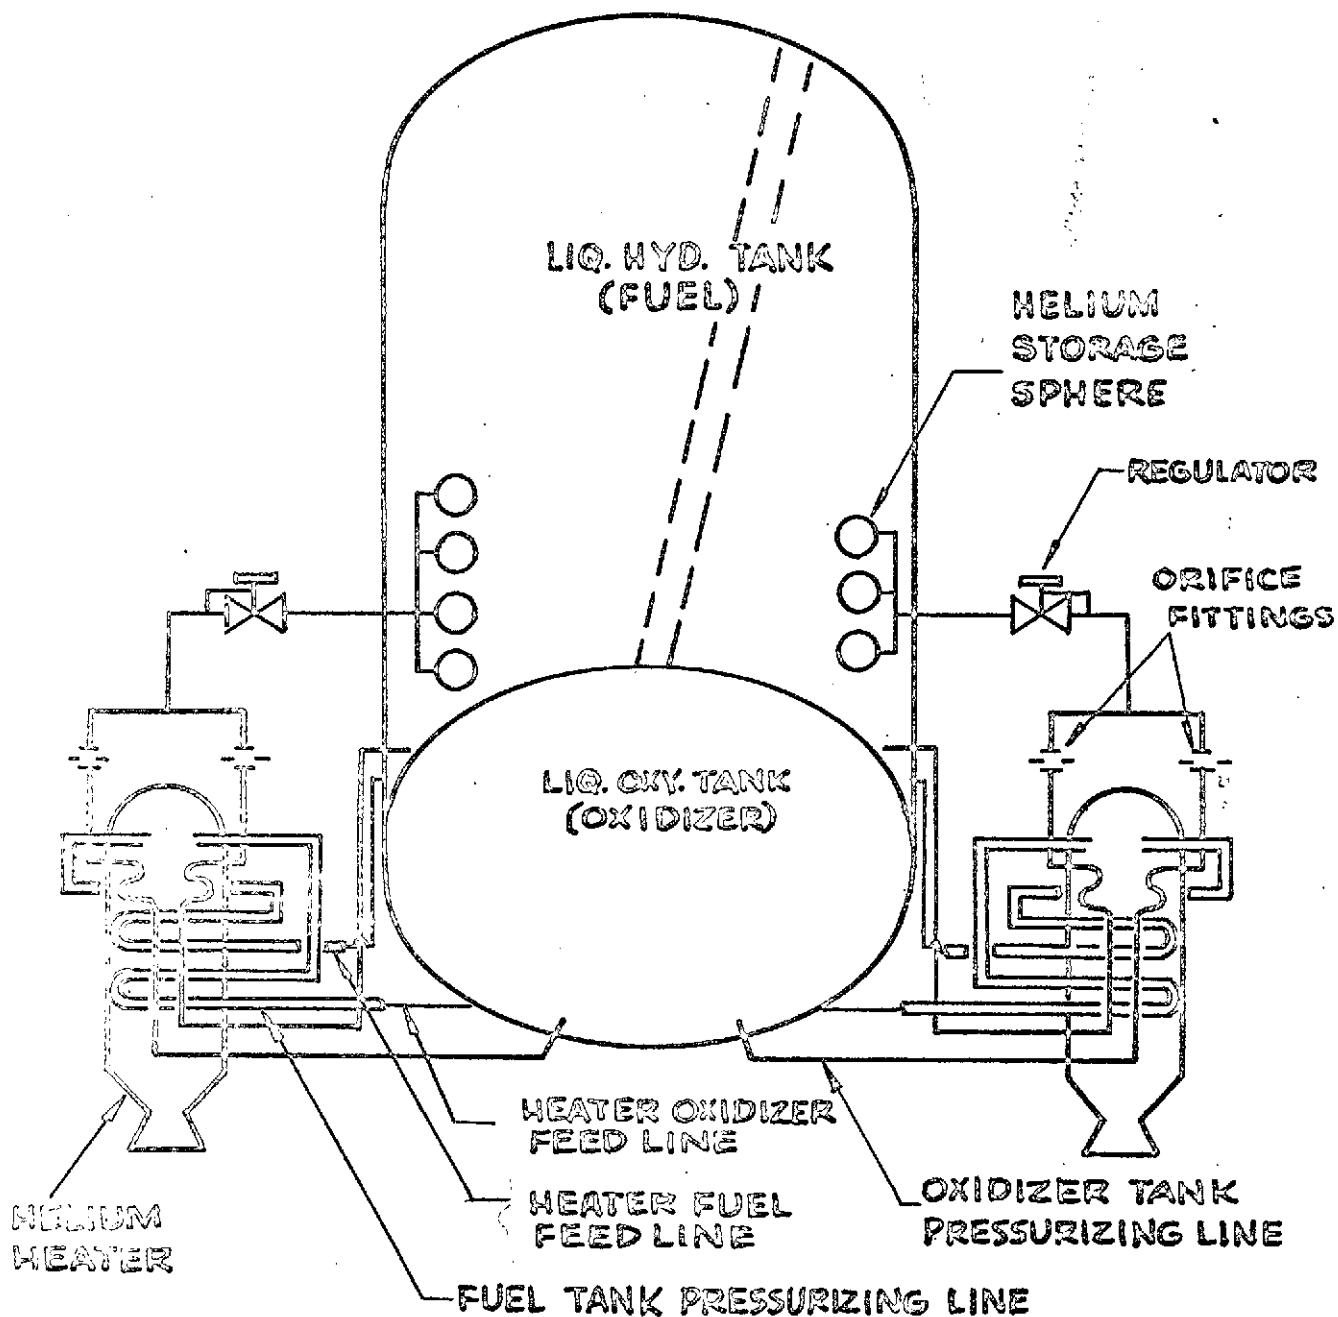 LIQ. HYD. TANK
(FUEL)
HELIUM
STORAGE
SPHERE
REGULATOR
ORIFICE
FITTINGS
LIQ. OXY. TANK
(OXIDIZER)
HEATER OXIDIZER
FEED LINE
HEATER FUEL
FEED LINE
OXIDIZER TANK
PRESSURIZING LINE
HELIUM
HEATER
FUEL TANK PRESSURIZING LINE